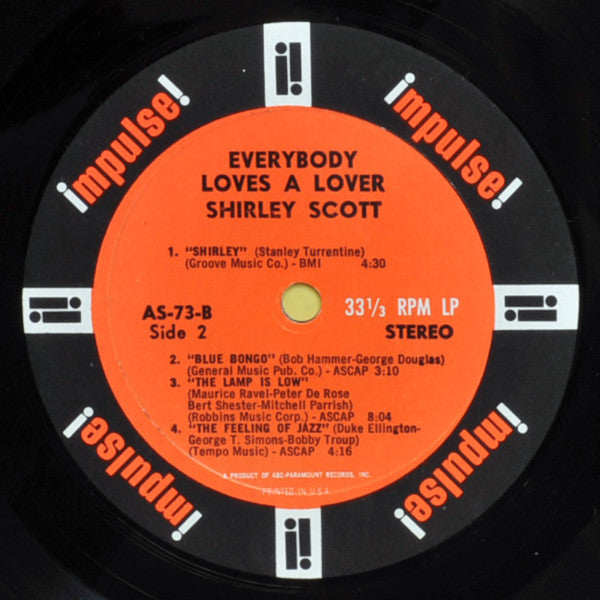 impulse!
impulse!
EVERYBODY
LOVES A LOVER
SHIRLEY SCOTT
1. "SHIRLEY" (Stanley Turrentine)
(Groove Music Co.) - BMI 4:30
AS-73-B 33⅓ RPM LP
Side 2 STEREO
2. "BLUE BONGO" (Bob Hammer-George Douglas)
(General Music Pub. Co.) - ASCAP 3:10
3. "THE LAMP IS LOW"
(Maurice Ravel-Peter De Rose
Bert Shester-Mitchell Parrish)
(Robbins Music Corp.) - ASCAP 8:04
4. "THE FEELING OF JAZZ" (Duke Ellington-
George T. Simons-Bobby Troup)
(Tempo Music) - ASCAP 4:16
A PRODUCT OF ABC-PARAMOUNT RECORDS, INC.
PRINTED IN U.S.A.
impulse!
impulse!